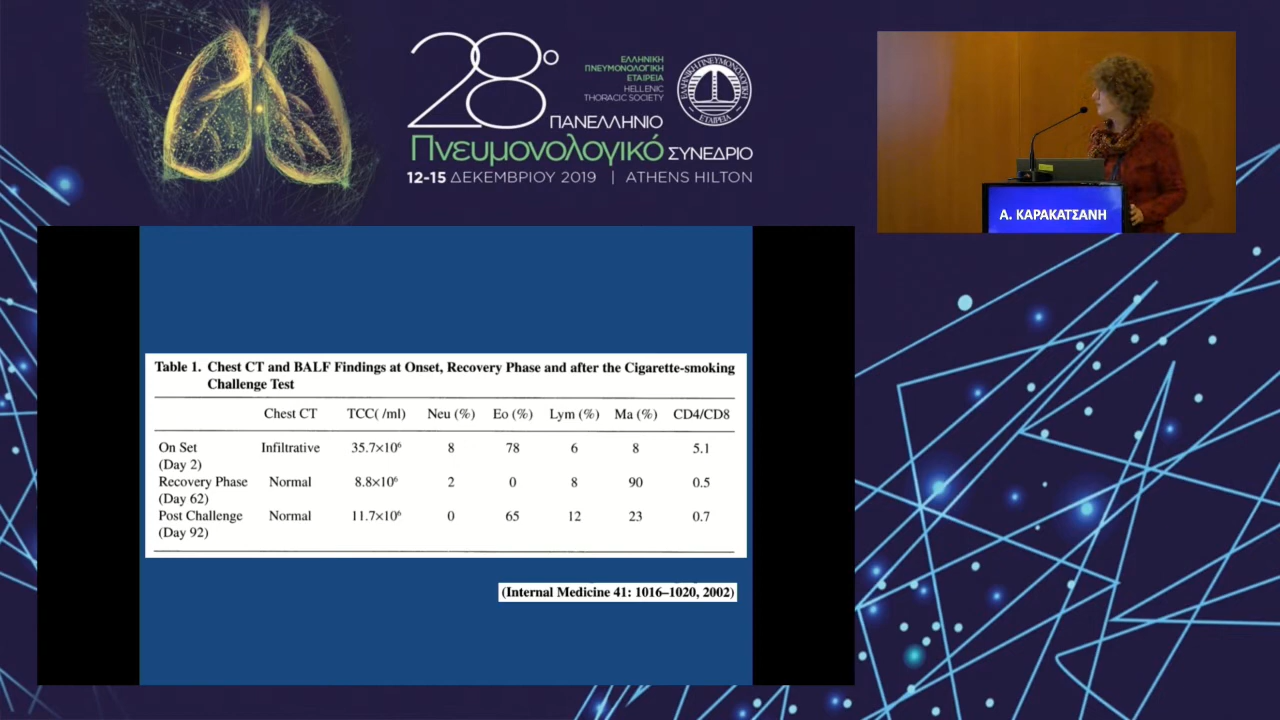 28ο
ΕΛΛΗΝΙΚΗ
ΠΝΕΥΜΟΝΟΛΟΓΙΚΗ
ΕΤΑΙΡΕΙΑ
HELLENIC
THORACIC SOCIETY
ΕΛΛΗΝΙΚΗ ΠΝΕΥΜΟΝΟΛΟΓΙΚΗ
ΕΤΑΙΡΕΙΑ
ΠΑΝΕΛΛΗΝΙΟ
Πνευμονολογικό ΣΥΝΕΔΡΙΟ
12-15 ΔΕΚΕΜΒΡΙΟΥ 2019 | ATHENS HILTON
Α. ΚΑΡΑΚΑΤΣΑΝΗ
Table 1. Chest CT and BALF Findings at Onset, Recovery Phase and after the Cigarette-smoking
Challenge Test
Chest CT TCC( /ml) Neu (%) Eo (%) Lym (%) Ma (%) CD4/CD8
On Set Infiltrative 35.7×10⁶ 8 78 6 8 5.1
(Day 2)
Recovery Phase Normal 8.8×10⁶ 2 0 8 90 0.5
(Day 62)
Post Challenge Normal 11.7×10⁶ 0 65 12 23 0.7
(Day 92)
(Internal Medicine 41: 1016–1020, 2002)